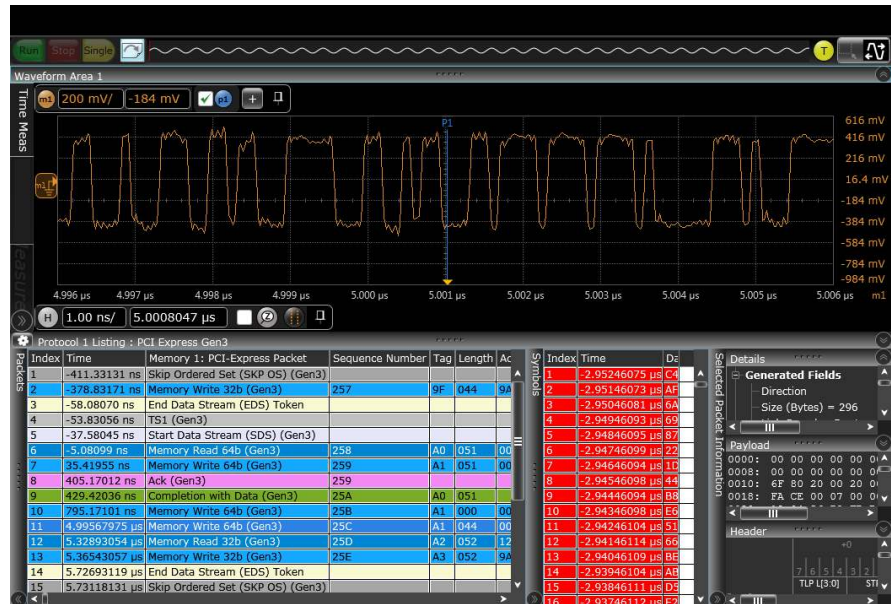 Run Stop Single T
Waveform Area 1
Time Meas
m1 200 mV/ -184 mV p1 +
P1
616 mV
416 mV
216 mV
16.4 mV
-184 mV
-384 mV
-584 mV
-784 mV
-984 mV
m1
easure
4.996 µs 4.997 µs 4.998 µs 4.999 µs 5.000 µs 5.001 µs 5.002 µs 5.003 µs 5.004 µs 5.005 µs 5.006 µs m1
H 1.00 ns/ 5.0008047 µs Z
Protocol 1 Listing : PCI Express Gen3
Packets
Index Time Memory 1: PCI-Express Packet Sequence Number Tag Length Ac
1 -411.33131 ns Skip Ordered Set (SKP OS) (Gen3)
2 -378.83171 ns Memory Write 32b (Gen3) 257 9F 044 9A
3 -58.08070 ns End Data Stream (EDS) Token
4 -53.83056 ns TS1 (Gen3)
5 -37.58045 ns Start Data Stream (SDS) (Gen3)
6 -5.08099 ns Memory Read 64b (Gen3) 258 A0 051 00
7 35.41955 ns Memory Write 64b (Gen3) 259 A1 051 00
8 405.17012 ns Ack (Gen3) 259
9 429.42036 ns Completion with Data (Gen3) 25A A0 051
10 795.17101 ns Memory Write 64b (Gen3) 25B A1 000 00
11 4.99567975 µs Memory Write 64b (Gen3) 25C A1 044 00
12 5.32893054 µs Memory Read 32b (Gen3) 25D A2 052 12
13 5.36543057 µs Memory Write 32b (Gen3) 25E A3 052 9A
14 5.72693119 µs End Data Stream (EDS) Token
15 5.73118131 µs Skip Ordered Set (SKP OS) (Gen3)
Symbols
Index Time Da
1 -2.95246075 µs C4
2 -2.95146073 µs AF
3 -2.95046081 µs 6A
4 -2.94946093 µs 69
5 -2.94846095 µs 87
6 -2.94746099 µs 22
7 -2.94646094 µs 1D
8 -2.94546098 µs 44
9 -2.94446094 µs B8
10 -2.94346098 µs E6
11 -2.94246104 µs 51
12 -2.94146114 µs 66
13 -2.94046109 µs BE
14 -2.93946104 µs AB
15 -2.93846111 µs D5
16 -2.93746112 µs F2
Selected Packet Information
Details
Generated Fields
Direction
Size (Bytes) = 296
Payload
0000: 00 00 00 00 00
0008: 00 00 00 00 00
0010: 6F 80 20 00 20
0018: FA CE 00 07 00
Header
+0
7 6 5 4 3 2
TLP L[3:0] ST